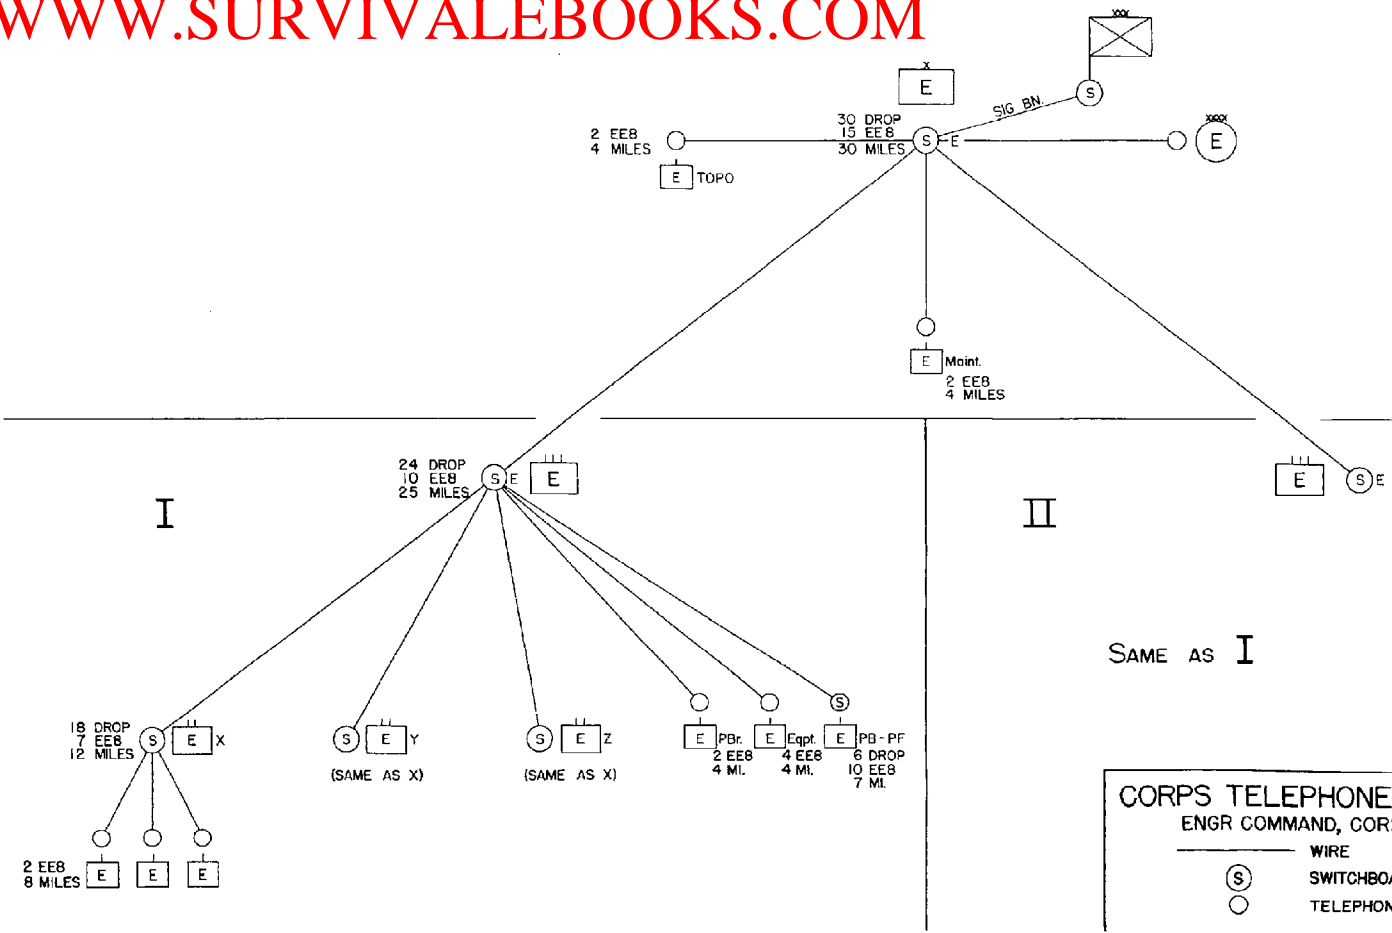 WWW.SURVIVALEBOOKS.COM
XXX
X
E
S
SIG BN.
30 DROP
15 EE8
30 MILES
S
E
XXXX
E
2 EE8
4 MILES
E TOPO
E Maint.
2 EE8
4 MILES
24 DROP
10 EE8
25 MILES
S E
E
E
S E
I
II
SAME AS I
18 DROP
7 EE8
12 MILES
S
E X
S
E Y
(SAME AS X)
S
E Z
(SAME AS X)
E PBr.
2 EE8
4 MI.
E Eqpt.
4 EE8
4 MI.
S
E PB-PF
6 DROP
10 EE8
7 MI.
2 EE8
8 MILES
E
E
E
CORPS TELEPHONE
ENGR COMMAND, COR
WIRE
S
SWITCHBOA
TELEPHON